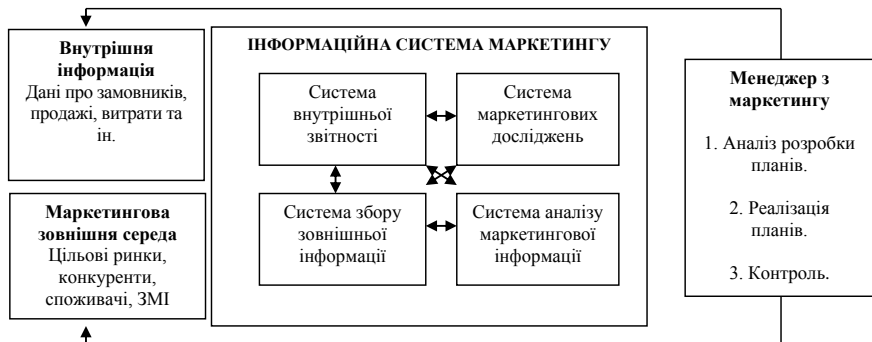 Внутрішня
інформація
Дані про замовників,
продажі, витрати та
ін.
Маркетингова
зовнішня середа
Цільові ринки,
конкуренти,
споживачі, ЗМІ
ІНФОРМАЦІЙНА СИСТЕМА МАРКЕТИНГУ
Система
внутрішньої
звітності
Система
маркетингових
досліджень
Система збору
зовнішньої
інформації
Система аналізу
маркетингової
інформації
Менеджер з
маркетингу
1. Аналіз розробки
планів.
2. Реалізація
планів.
3. Контроль.